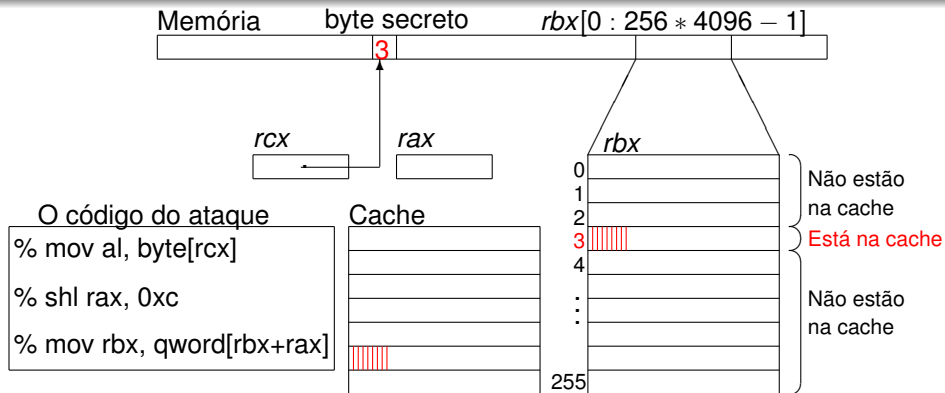 Memória byte secreto rbx[0 : 256 * 4096 − 1]
3
rcx rax rbx
0
1
2
3
4
⋮
255
Não estão
na cache
Está na cache
Não estão
na cache
O código do ataque
% mov al, byte[rcx]
% shl rax, 0xc
% mov rbx, qword[rbx+rax]
Cache